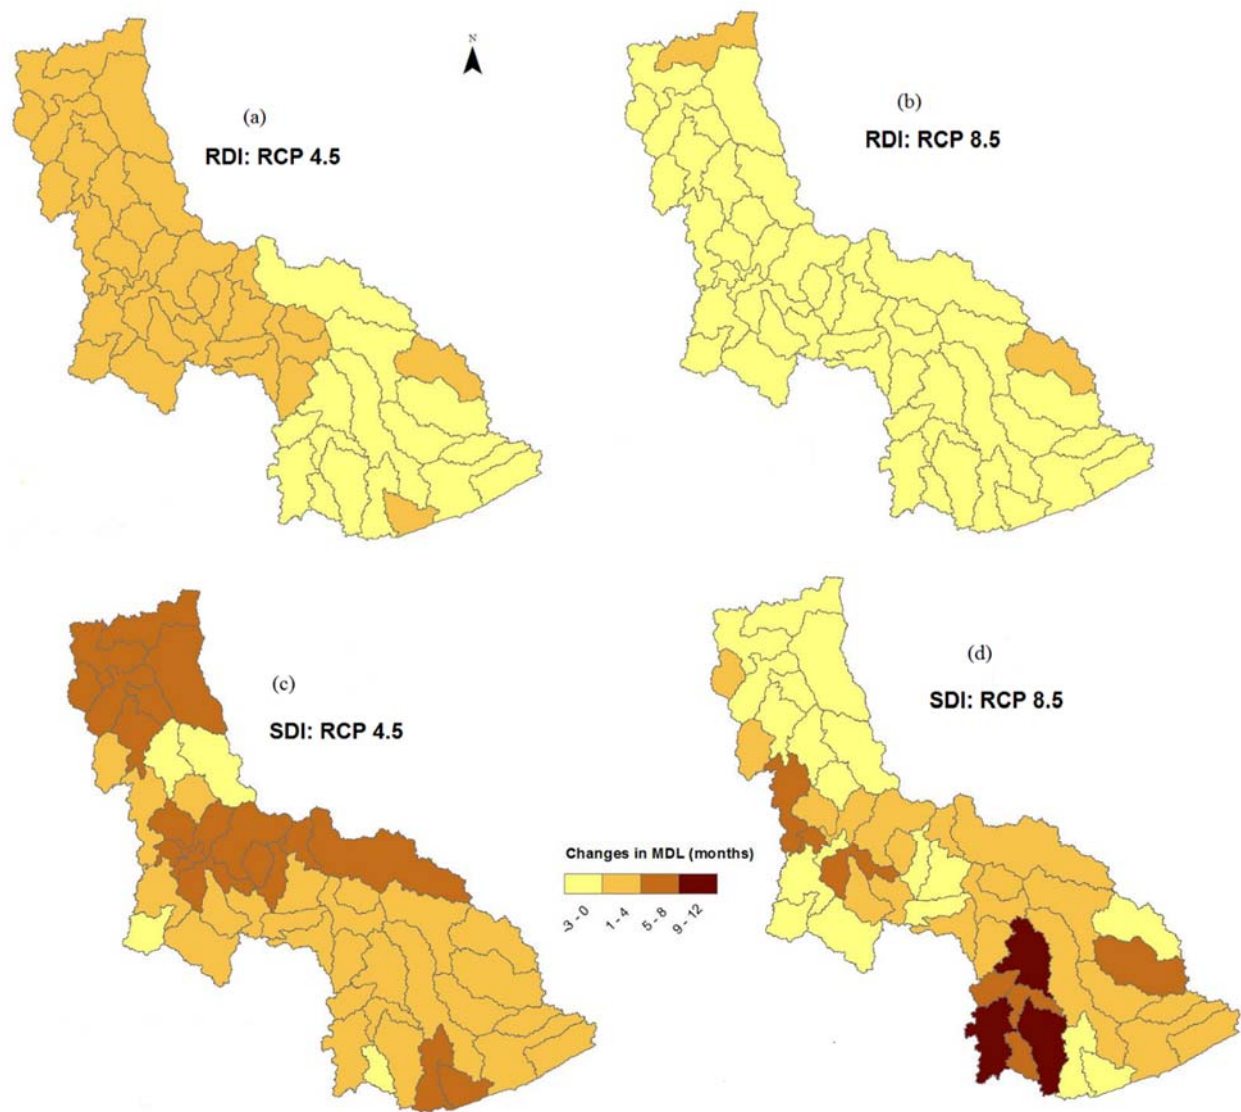 N
(a)
RDI: RCP 4.5
(b)
RDI: RCP 8.5
(c)
SDI: RCP 4.5
(d)
SDI: RCP 8.5
Changes in MDL (months)
-3 - 0
1 - 4
5 - 8
9 - 12